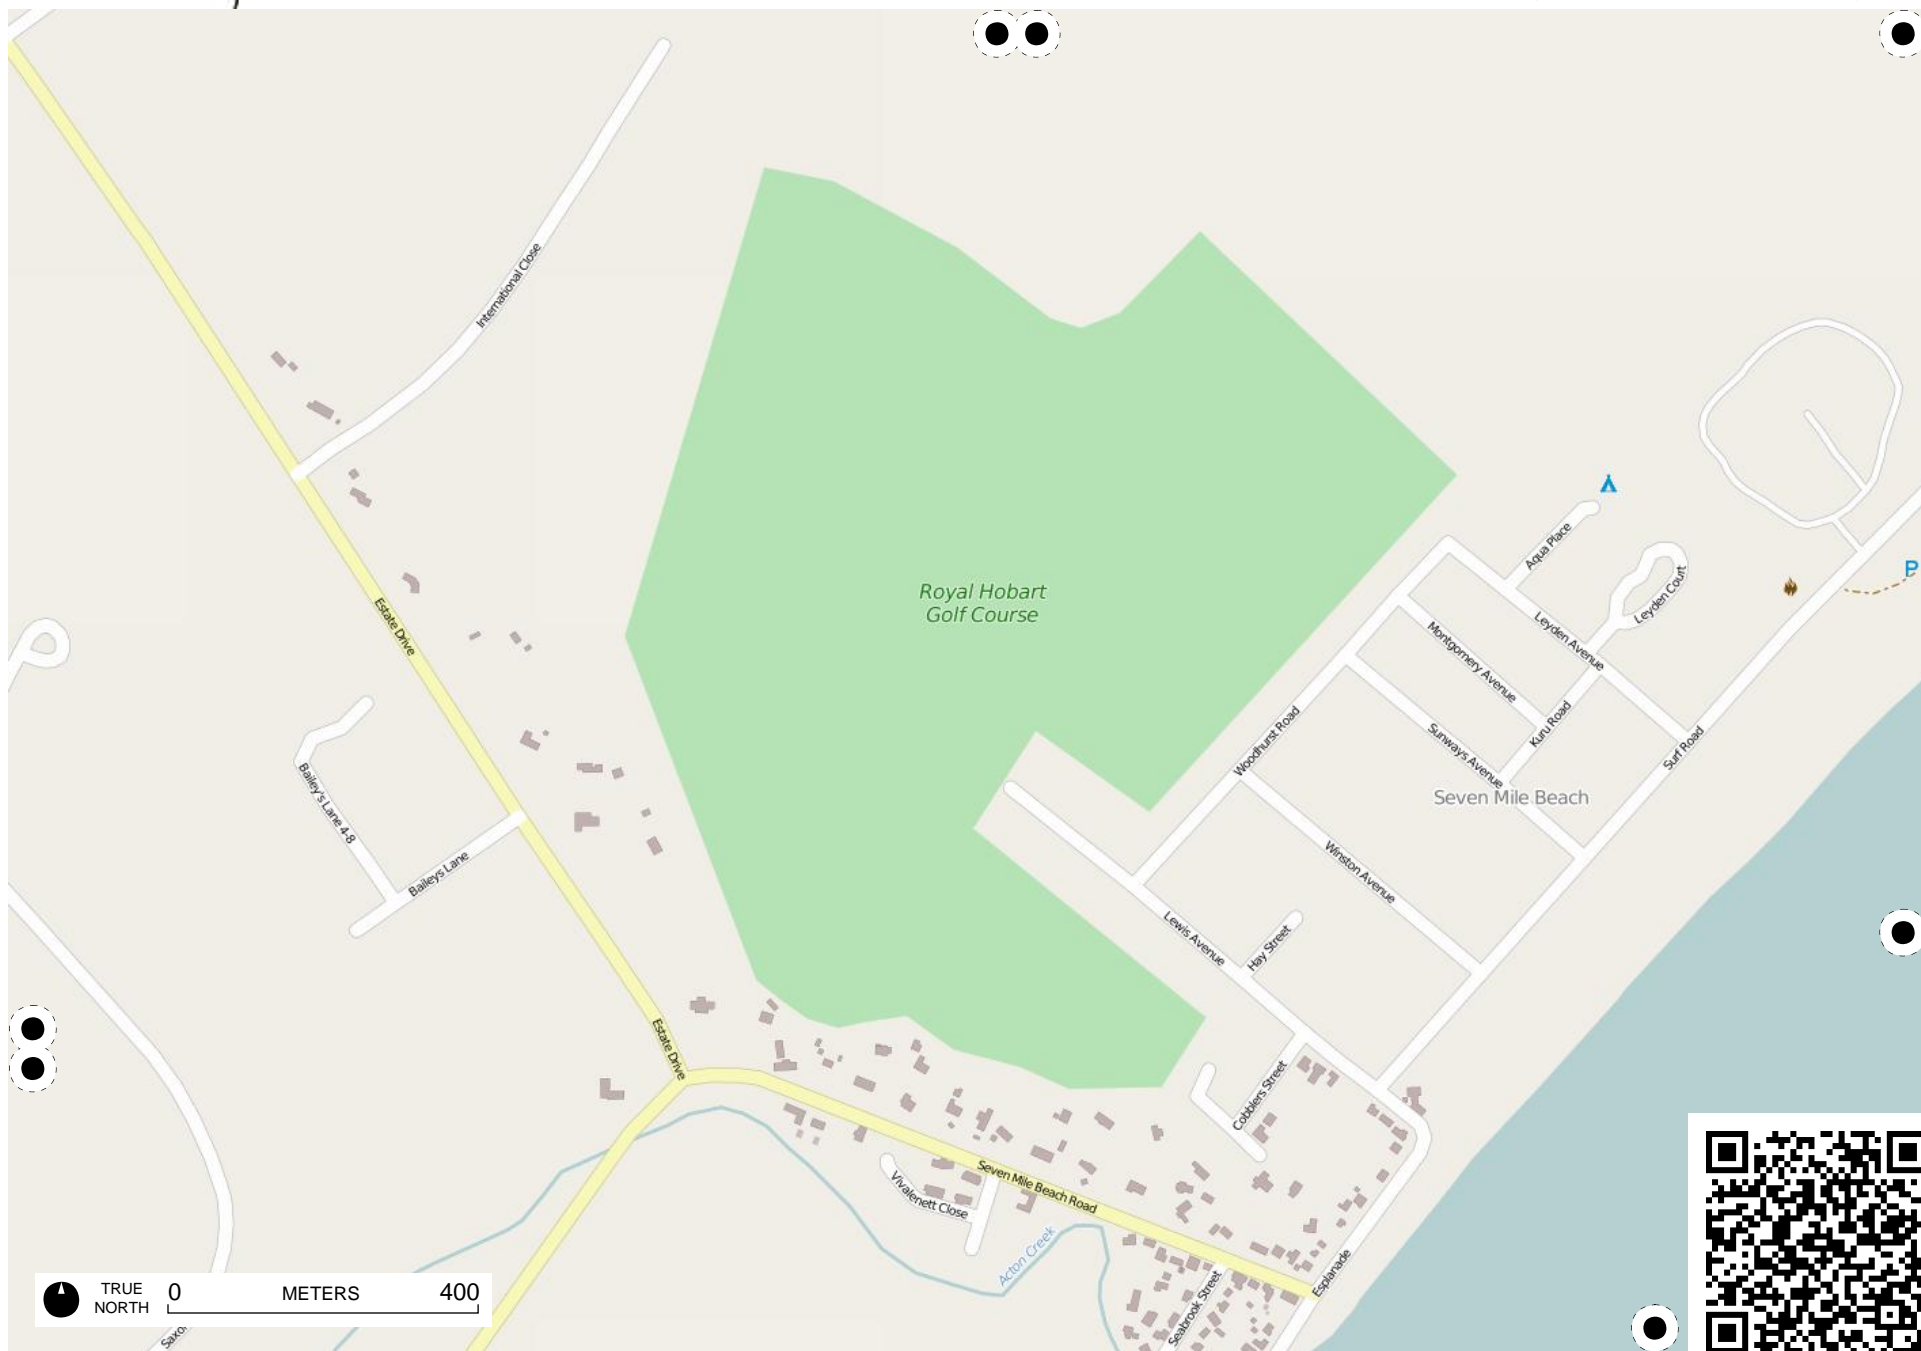 International Close
Estate Drive
Royal Hobart
Golf Course
Aqua Place
Leyden Court
Leyden Avenue
Montgomery Avenue
Kuru Road
Sunways Avenue
Woodhurst Road
Surf Road
Seven Mile Beach
P
Bailey's Lane 4-8
Baileys Lane
Winston Avenue
Lewis Avenue
Hay Street
Estate Drive
Cobblers Street
Vivalenett Close
Seven Mile Beach Road
Acton Creek
Esplanade
Seabrook Street
TRUE
NORTH
0 METERS 400